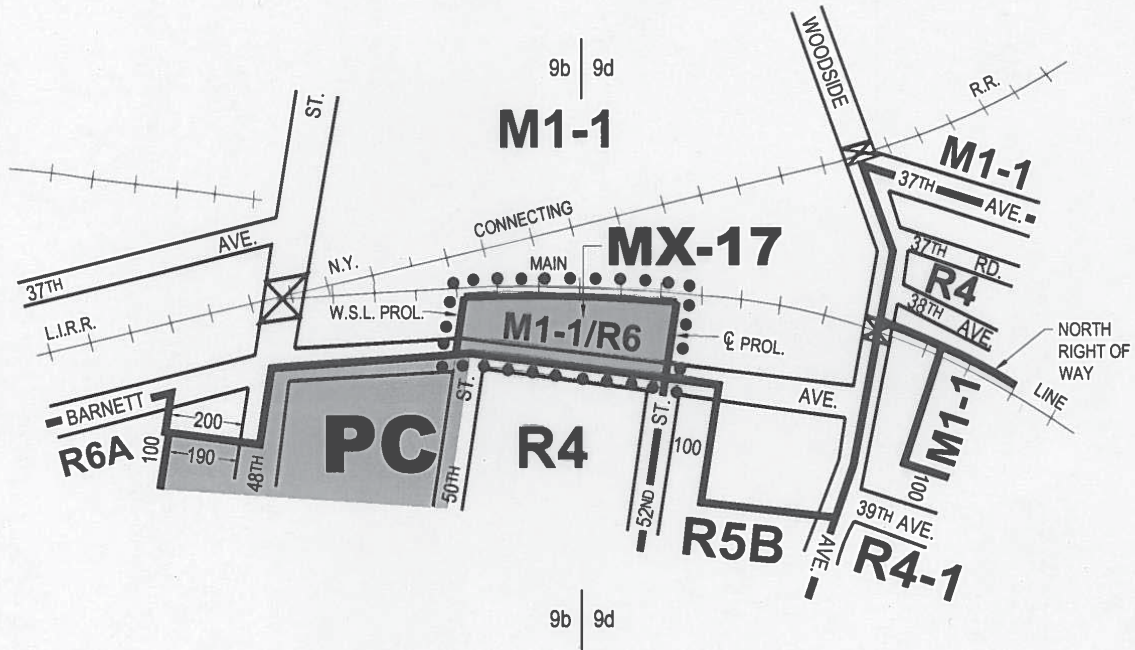 9b 9d
WOODSIDE
R.R.
ST.
M1-1
M1-1
37TH
AVE.
CONNECTING
MX-17
AVE.
N.Y.
MAIN
37TH
RD.
37TH
R4
38TH
AVE.
W.S.L. PROL.
M1-1/R6
℄ PROL.
NORTH
RIGHT OF
WAY
LINE
L.I.R.R.
BARNETT
200
AVE.
M1-1
ST.
ST.
R6A
100
190
48TH
PC
50TH
R4
100
100
52ND
39TH AVE.
R5B
AVE.
R4-1
9b 9d